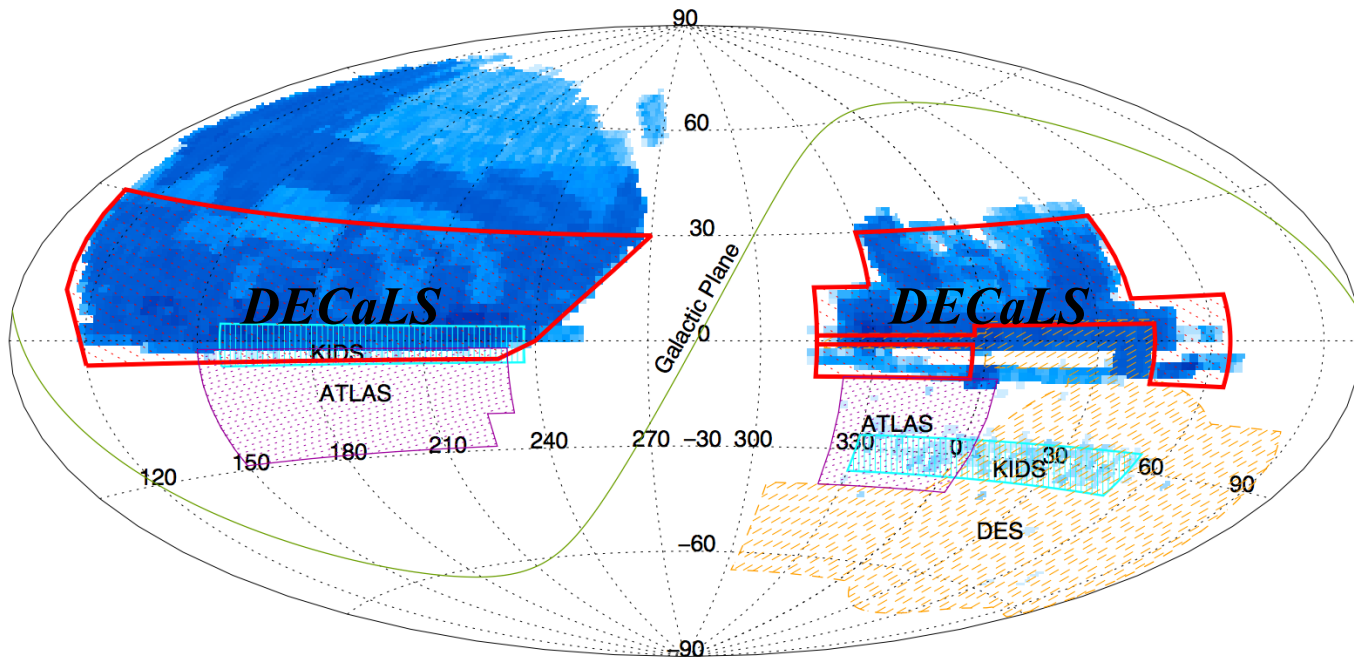 90
60
30
DECaLS
DECaLS
Galactic Plane
0
KIDS
ATLAS
ATLAS
120
150
180
210
240
270
−30
300
330
0
30
60
90
KIDS
DES
−60
−90